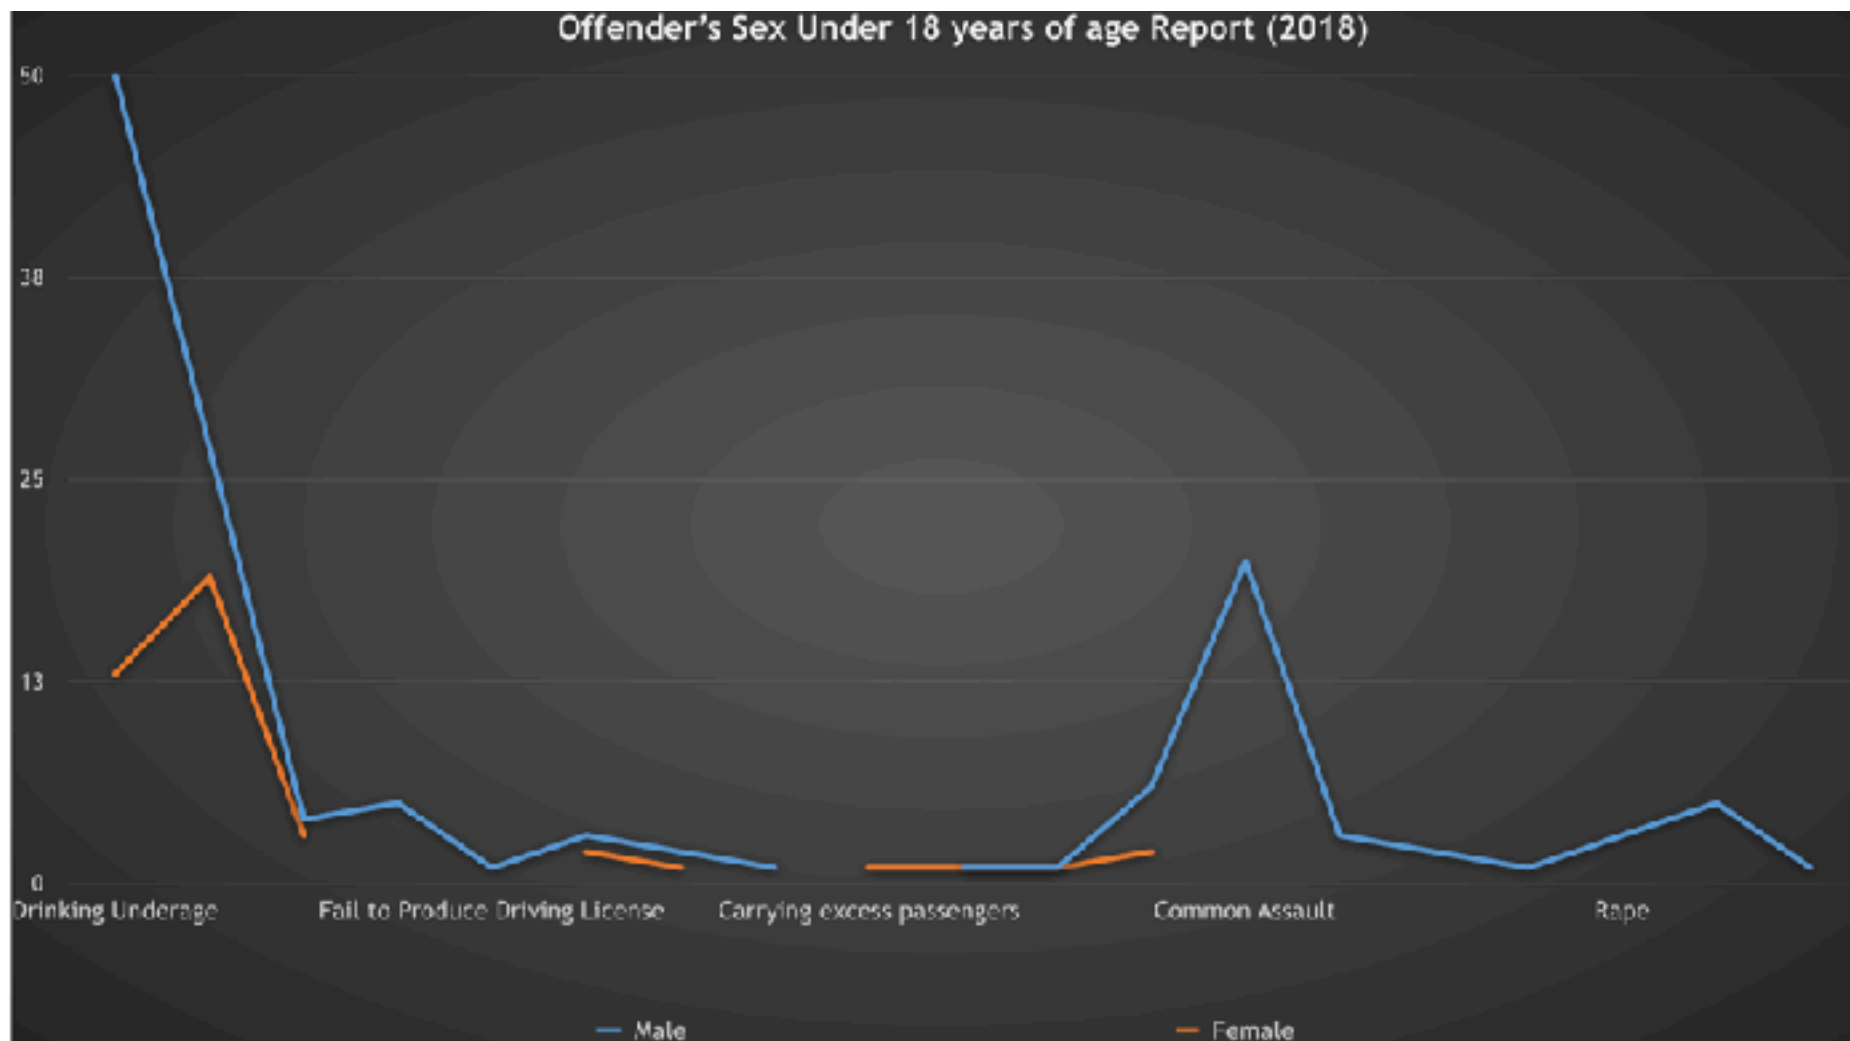 Offender's Sex Under 18 years of age Report (2018)
50
38
25
13
0
Drinking Underage Fail to Produce Driving License Carrying excess passengers Common Assault Rape
Male Female